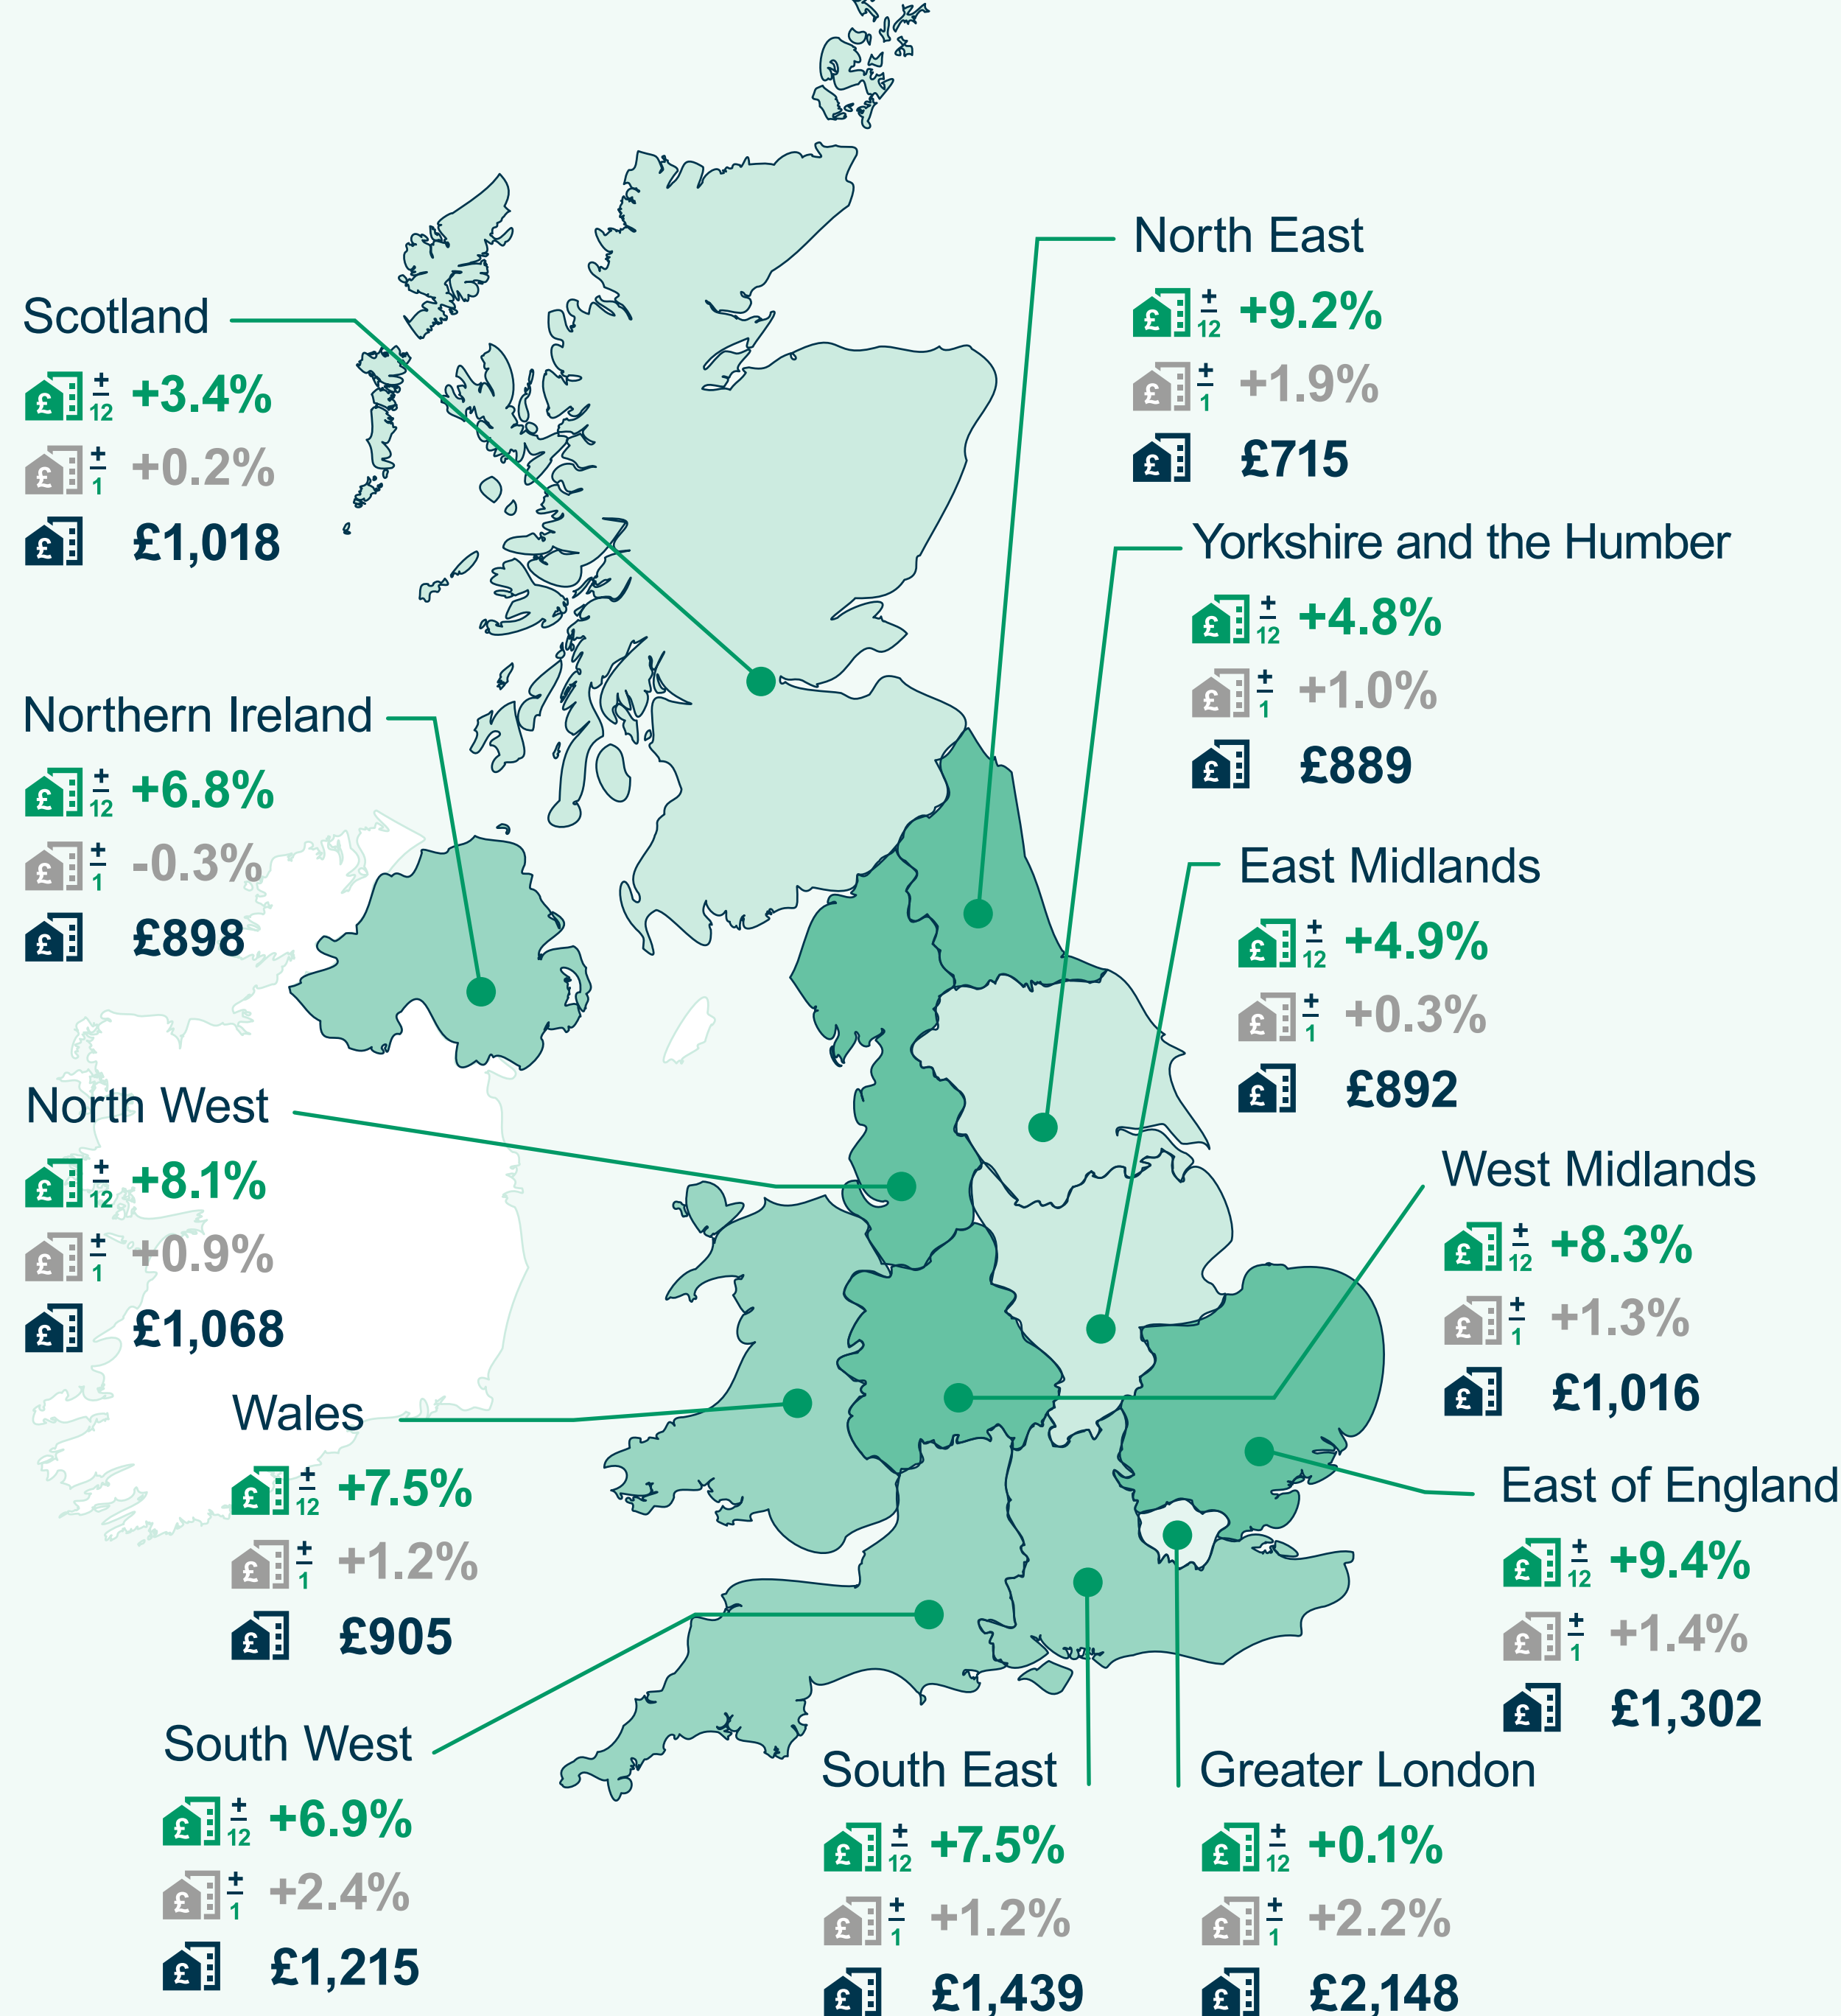 Scotland
± 12 +3.4%
± 1 +0.2%
£ £1,018
Northern Ireland
± 12 +6.8%
± 1 -0.3%
£ £898
North West
± 12 +8.1%
± 1 +0.9%
£ £1,068
Wales
± 12 +7.5%
± 1 +1.2%
£ £905
South West
± 12 +6.9%
± 1 +2.4%
£ £1,215
North East
± 12 +9.2%
± 1 +1.9%
£ £715
Yorkshire and the Humber
± 12 +4.8%
± 1 +1.0%
£ £889
East Midlands
± 12 +4.9%
± 1 +0.3%
£ £892
West Midlands
± 12 +8.3%
± 1 +1.3%
£ £1,016
East of England
± 12 +9.4%
± 1 +1.4%
£ £1,302
South East
± 12 +7.5%
± 1 +1.2%
£ £1,439
Greater London
± 12 +0.1%
± 1 +2.2%
£ £2,148